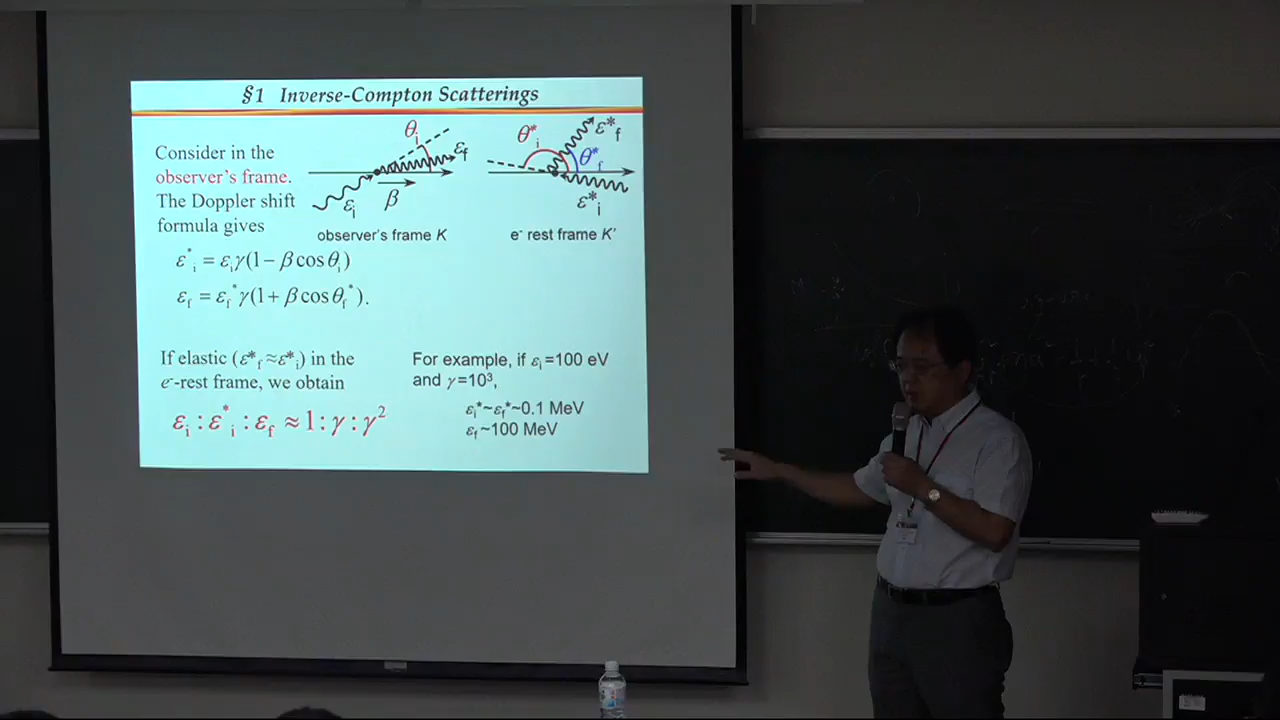 §1 Inverse-Compton Scatterings
Consider in the
observer's frame.
The Doppler shift
formula gives
θi
εf
εi
β
observer's frame K
θ*i
ε*f
θ*f
ε*i
e- rest frame K'
ε*i = εiγ(1 − β cos θi)
εf = εf*γ(1 + β cos θf*).
If elastic (ε*f≈ε*i) in the
e--rest frame, we obtain
εi : ε*i : εf ≈ 1 : γ : γ²
For example, if εi =100 eV
and γ=10³,
εi*~εf*~0.1 MeV
εf ~100 MeV